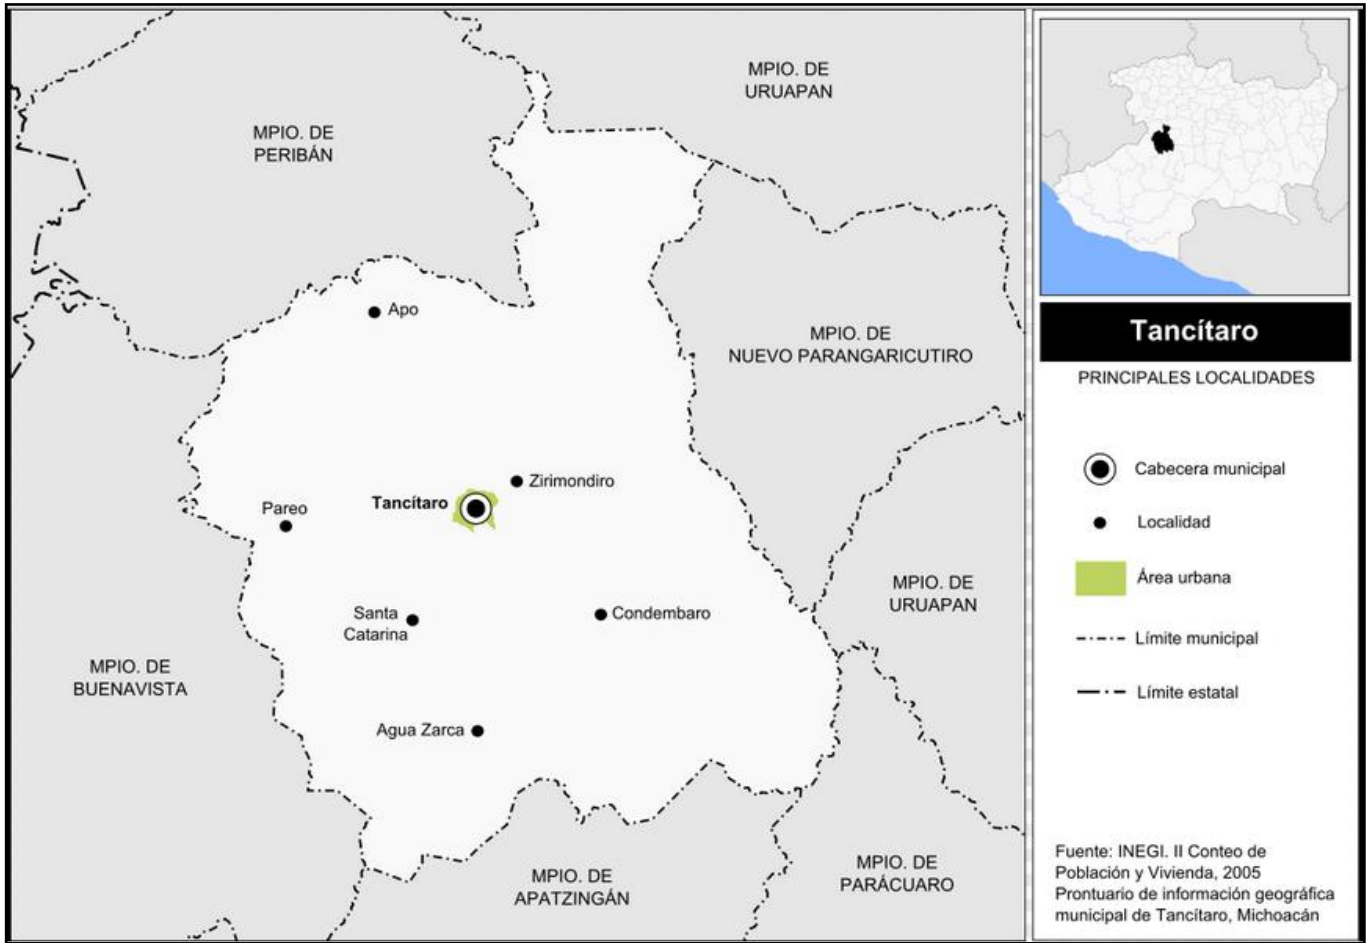 MPIO. DE
URUAPAN
MPIO. DE
PERIBÁN
Apo
MPIO. DE
NUEVO PARANGARICUTIRO
Zirimondiro
Tancítaro
Pareo
MPIO. DE
URUAPAN
Santa
Catarina
Condembaro
MPIO. DE
BUENAVISTA
Agua Zarca
MPIO. DE
APATZINGÁN
MPIO. DE
PARÁCUARO
Tancítaro
PRINCIPALES LOCALIDADES
Cabecera municipal
Localidad
Área urbana
Límite municipal
Límite estatal
Fuente: INEGI. II Conteo de
Población y Vivienda, 2005
Prontuario de información geográfica
municipal de Tancítaro, Michoacán